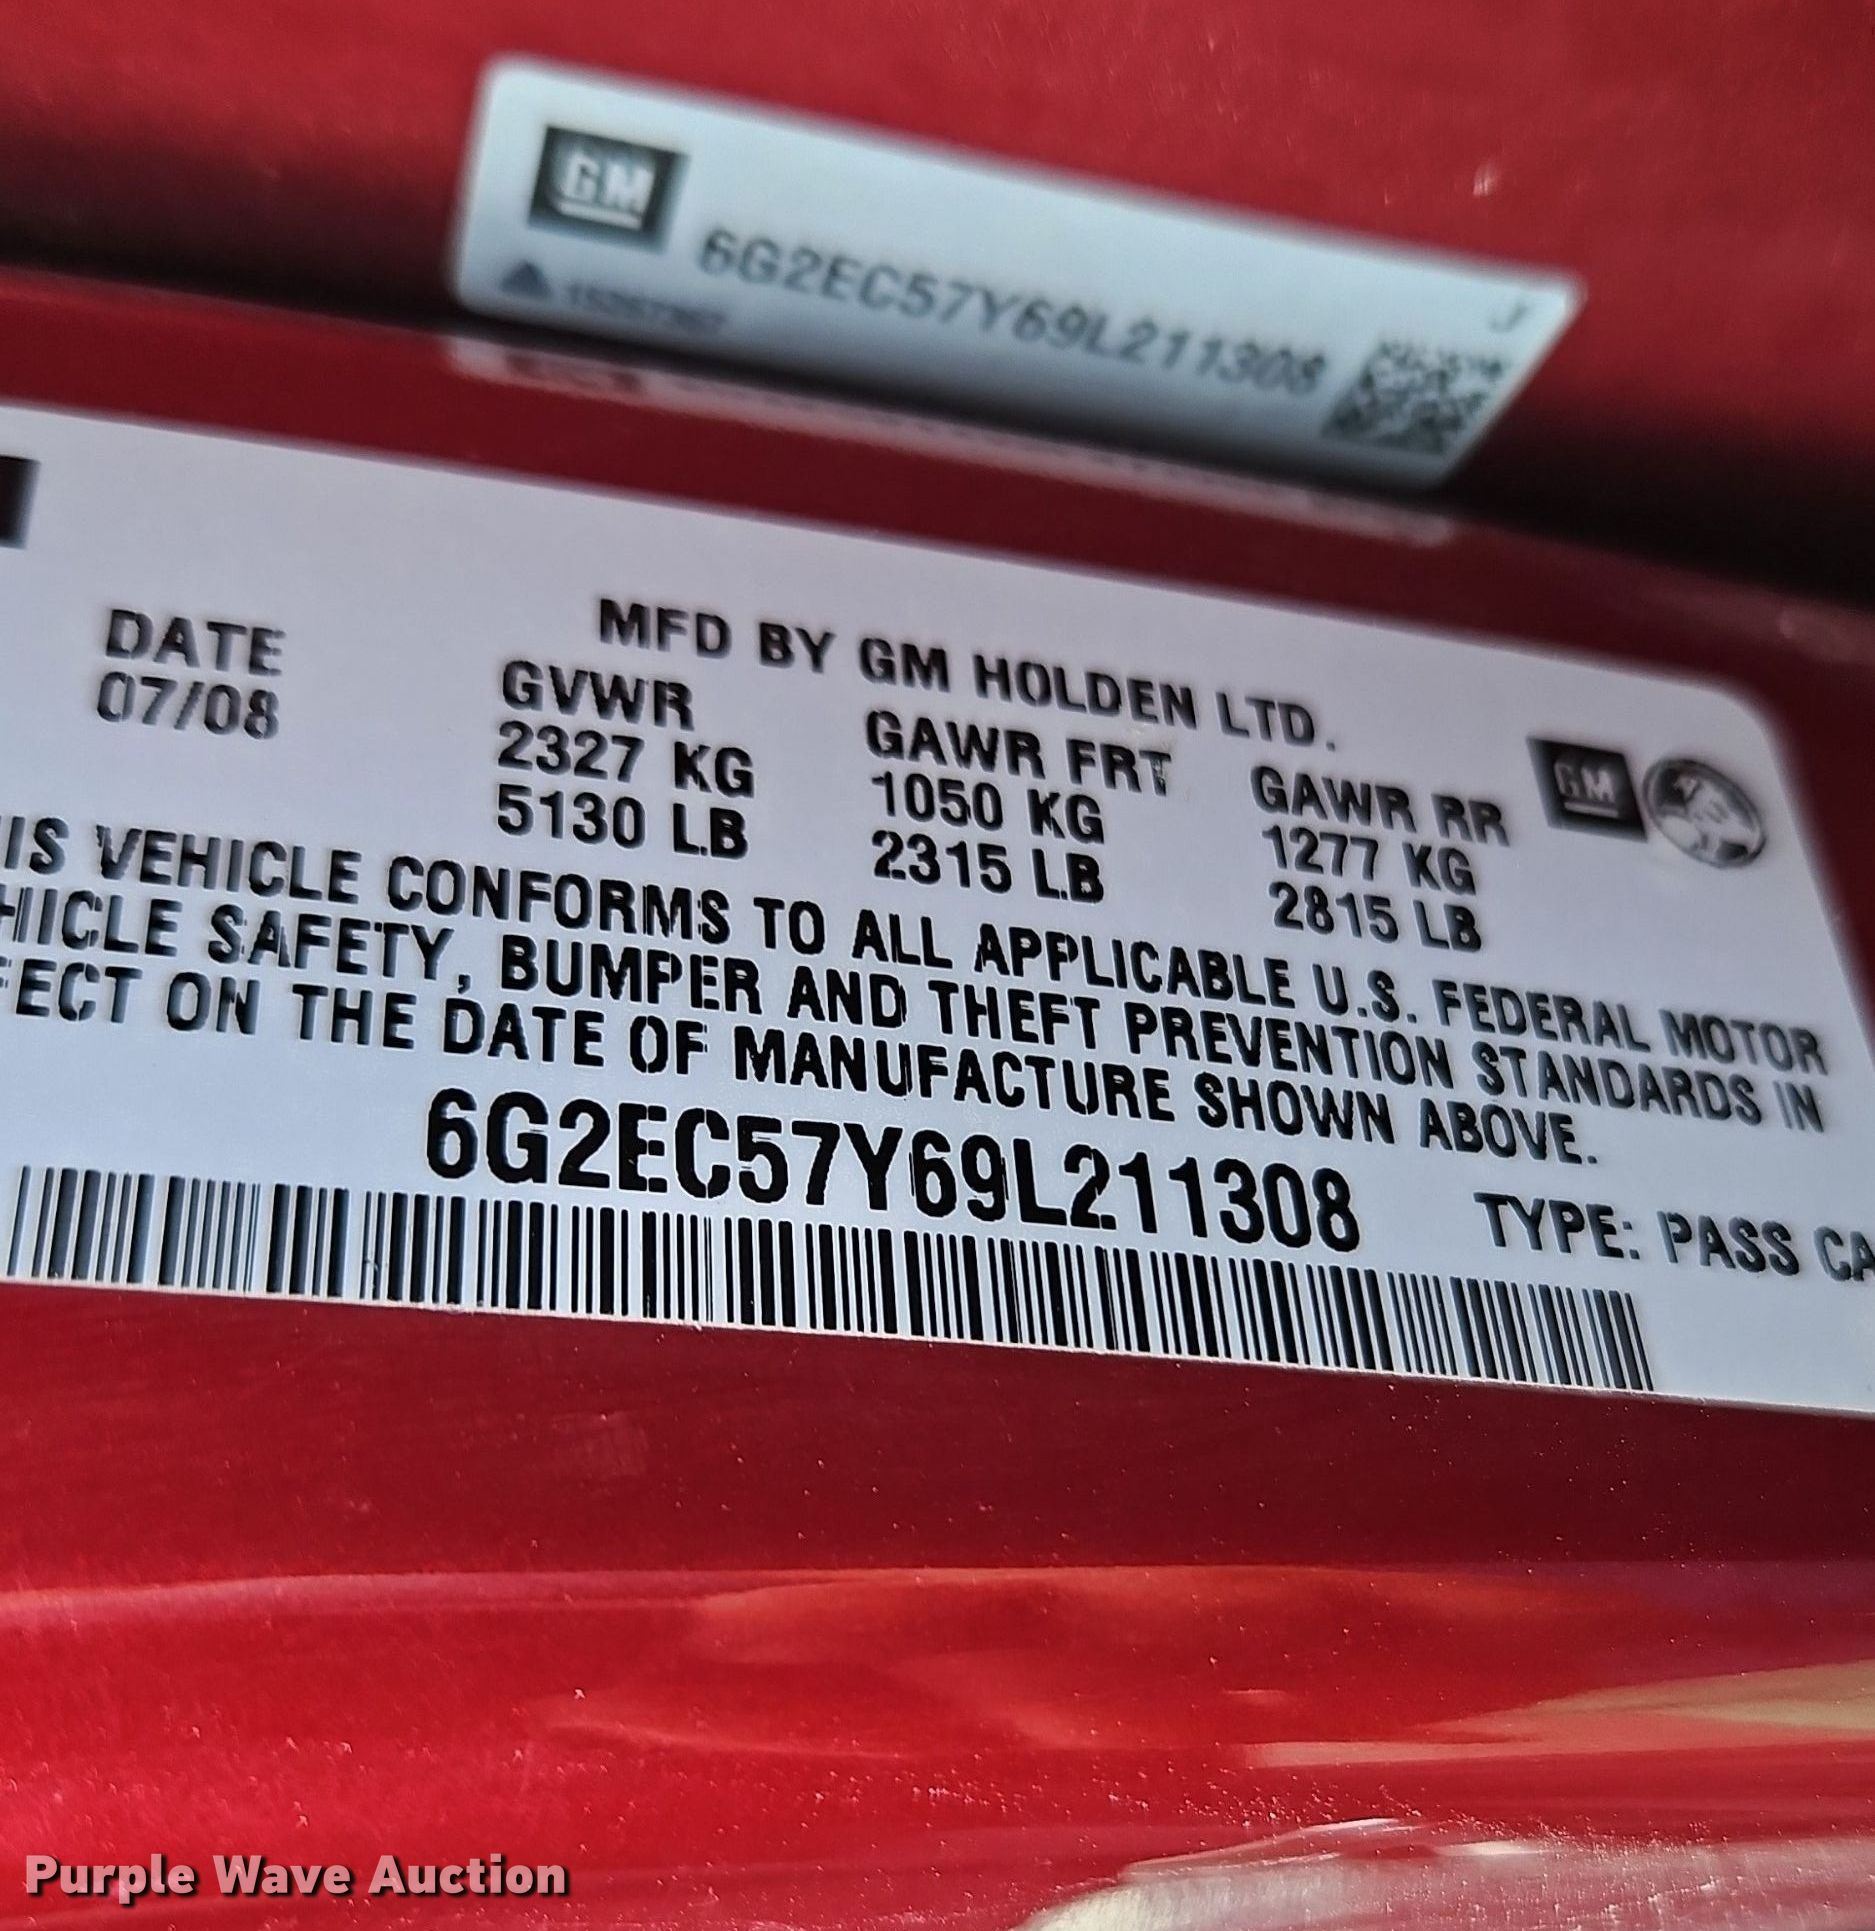 GM
6G2EC57Y69L211308
J
MFD BY GM HOLDEN LTD.
DATE GVWR GAWR FRT GAWR RR
07/08 2327 KG 1050 KG 1277 KG
5130 LB 2315 LB 2815 LB
GM
IS VEHICLE CONFORMS TO ALL APPLICABLE U.S. FEDERAL MOTOR
HICLE SAFETY, BUMPER AND THEFT PREVENTION STANDARDS IN
FECT ON THE DATE OF MANUFACTURE SHOWN ABOVE.
6G2EC57Y69L211308 TYPE: PASS CA
Purple Wave Auction